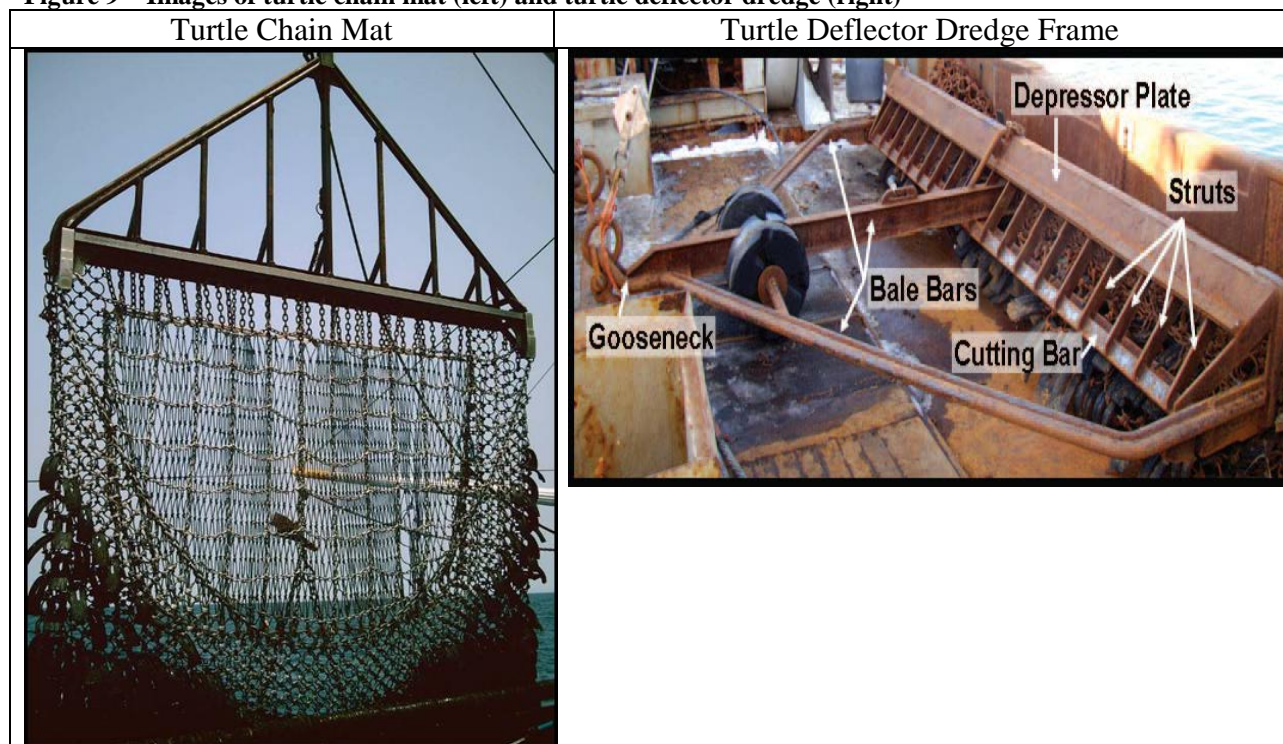 Figure 9 – Images of turtle chain mat (left) and turtle deflector dredge (right)
Turtle Chain Mat
Turtle Deflector Dredge Frame
Depressor Plate
Struts
Bale Bars
Gooseneck
Cutting Bar